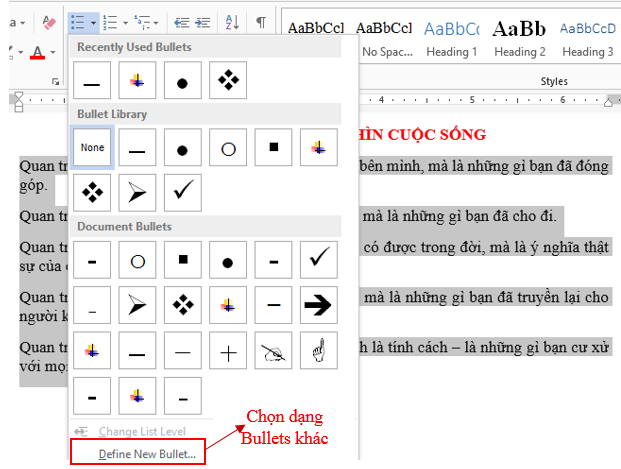 AaBbCcI AaBbCcI AaBbCc AaBb AaBbCcD
No Spac... Heading 1 Heading 2 Heading 3
Styles
Recently Used Bullets
Bullet Library
None
Document Bullets
Change List Level
Define New Bullet...
4 5 6
HÌN CUỘC SỐNG
Quan tr bên mình, mà là những gì bạn đã đóng
góp.
Quan tr mà là những gì bạn đã cho đi.
Quan tr có được trong đời, mà là ý nghĩa thật
sự của
Quan tr mà là những gì bạn đã truyền lại cho
người k
Quan tr h là tính cách – là những gì bạn cư xử
với mọ
Chọn dạng
Bullets khác